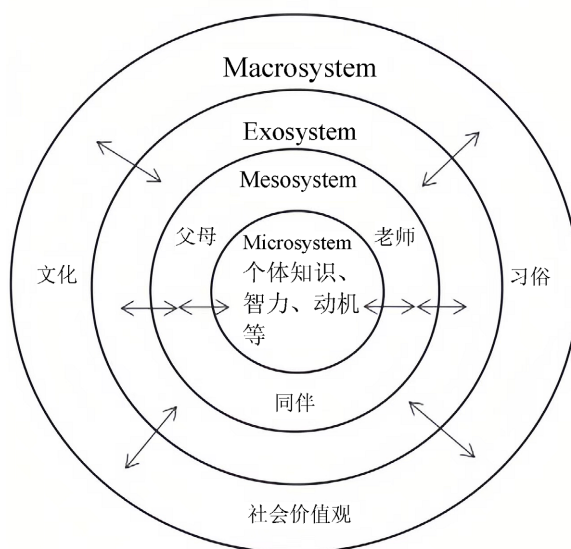 Macrosystem
Exosystem
Mesosystem
父母
Microsystem
老师
文化
个体知识、
智力、动机
等
习俗
同伴
社会价值观